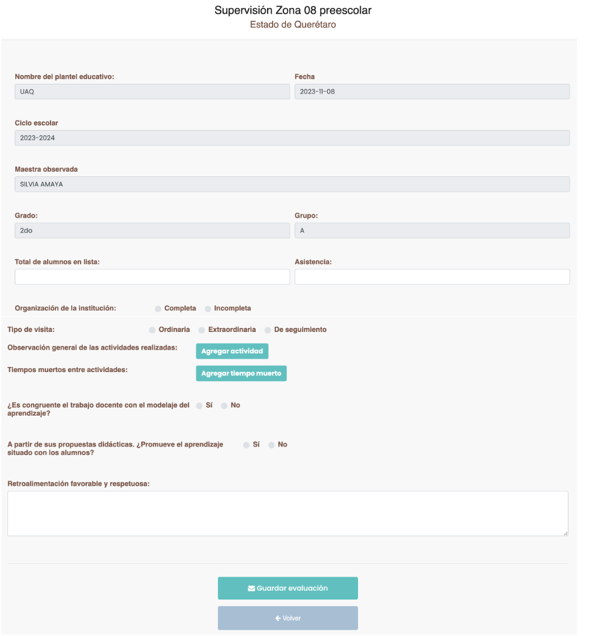 Supervisión Zona 08 preescolar
Estado de Querétaro
Nombre del plantel educativo: Fecha
UAQ 2023-11-08
Ciclo escolar
2023-2024
Maestra observada
SILVIA AMAYA
Grado: Grupo:
2do A
Total de alumnos en lista: Asistencia:
Organización de la institución: Completa Incompleta
Tipo de visita: Ordinaria Extraordinaria De seguimiento
Observación general de las actividades realizadas: Agregar actividad
Tiempos muertos entre actividades: Agregar tiempo muerto
¿Es congruente el trabajo docente con el modelaje del Sí No
aprendizaje?
A partir de sus propuestas didácticas. ¿Promueve el aprendizaje Sí No
situado con los alumnos?
Retroalimentación favorable y respetuosa:
Guardar evaluación
Volver